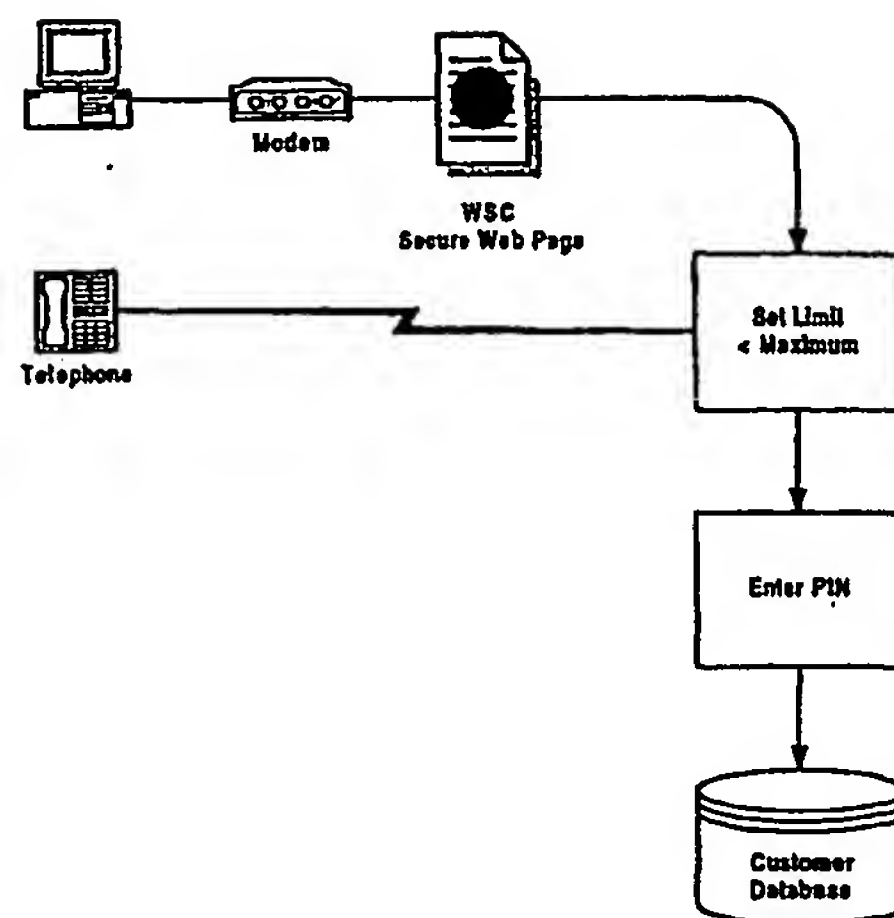 Modem
WSC
Secure Web Page
Telephone
Set Limit
< Maximum
Enter PIN
Customer
Database